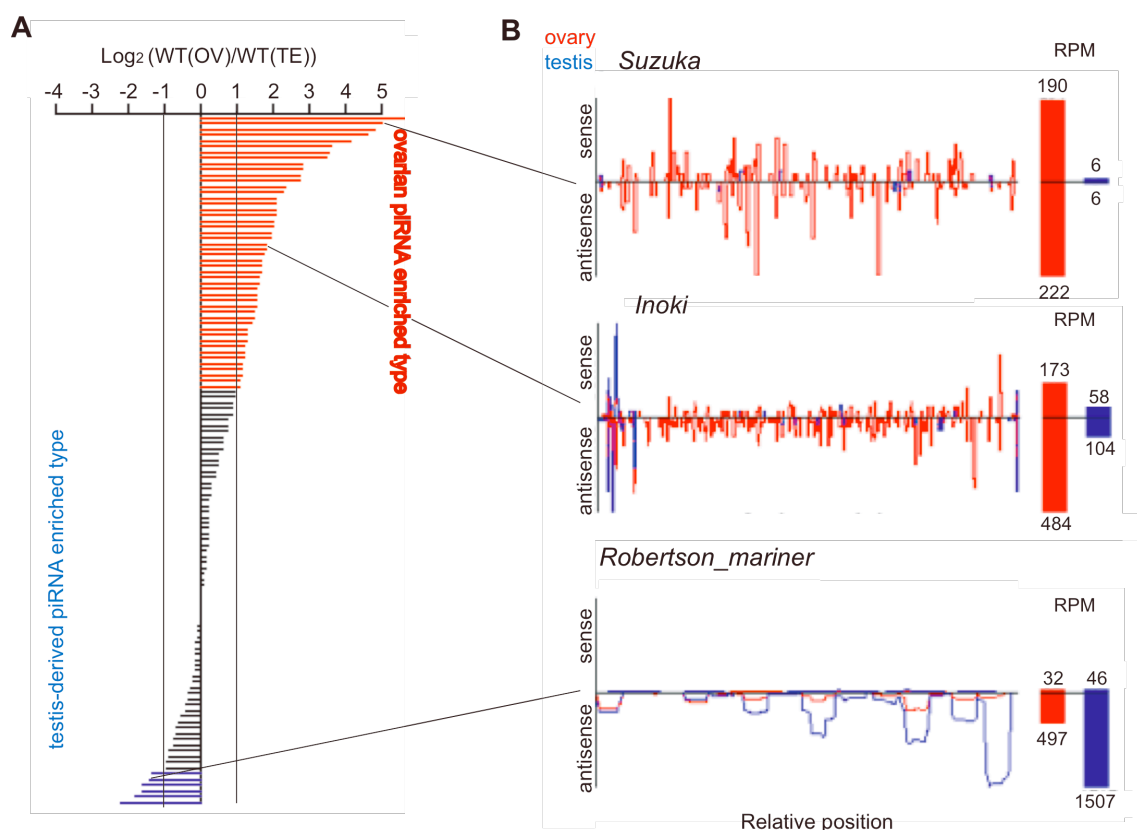 A
Log2 (WT(OV)/WT(TE))
-4 -3 -2 -1 0 1 2 3 4 5
ovarian pIRNA enriched type
testis-derived piRNA enriched type
B
ovary
testis
Suzuka
RPM
sense
antisense
190
6
6
222
Inoki
RPM
sense
antisense
173
58
104
484
Robertson_mariner
RPM
sense
antisense
32 46
497
1507
Relative position